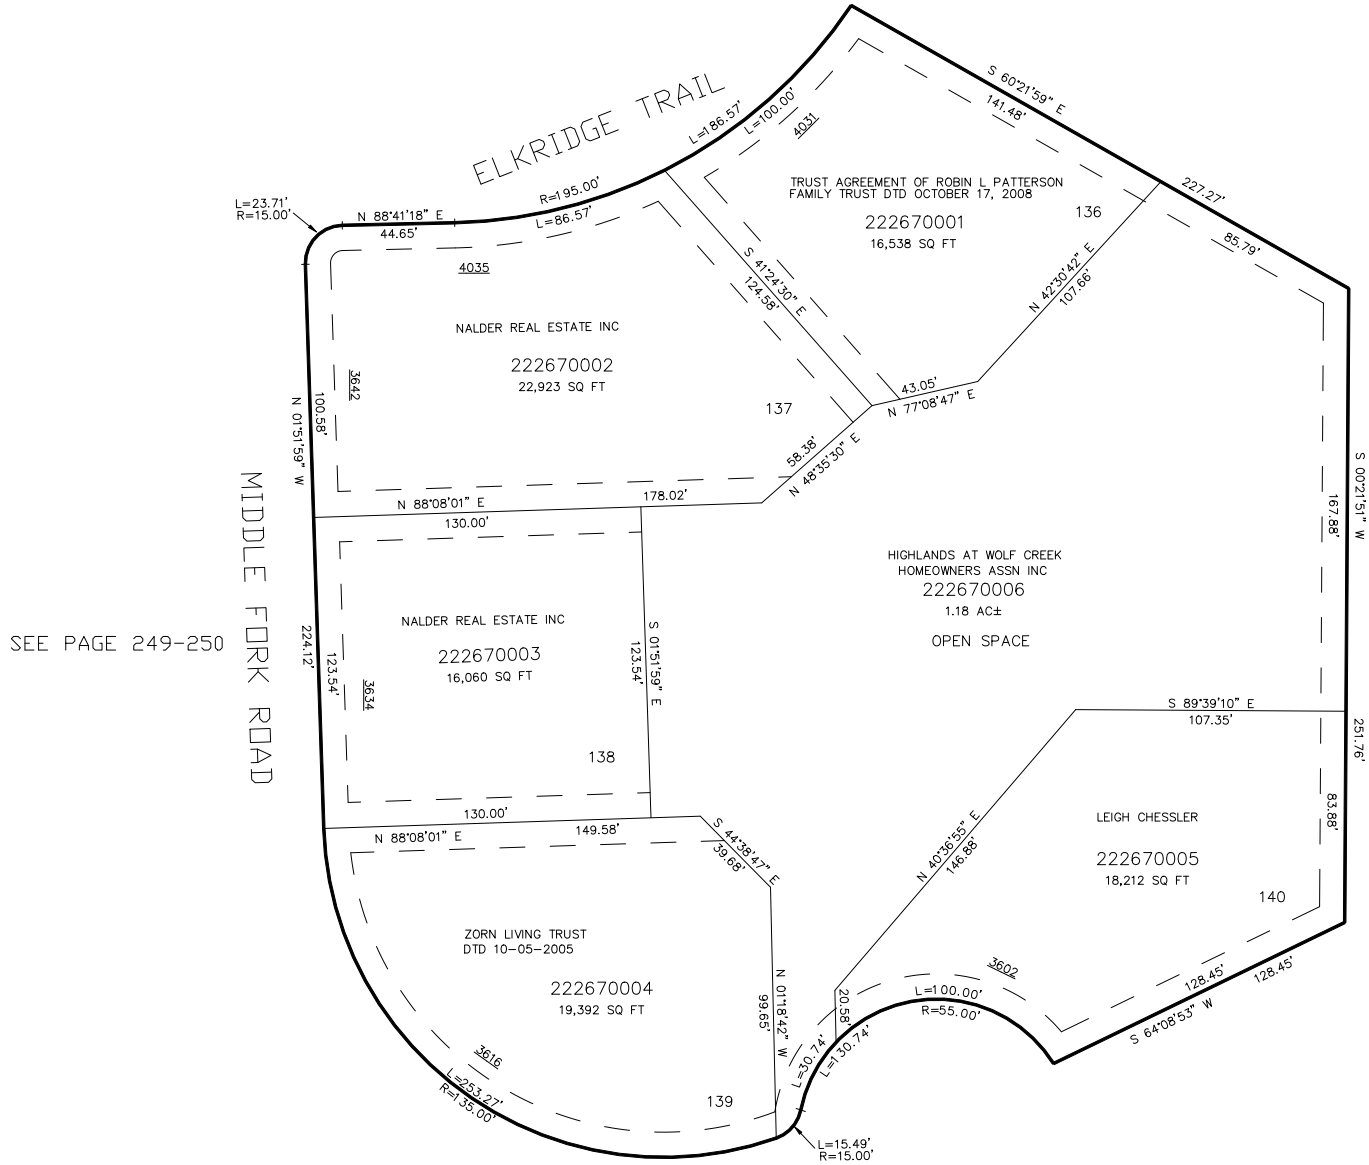 ELKRIDGE TRAIL
L=186.57'
R=195.00'
L=100.00'
L=86.57'
4031
S 60°21'59" E
141.48'
227.27'
85.79'
L=23.71'
R=15.00'
N 88°41'18" E
44.65'
4035
TRUST AGREEMENT OF ROBIN L PATTERSON
FAMILY TRUST DTD OCTOBER 17, 2008
222670001
16,538 SQ FT
136
S 41°24'30" E
124.58'
N 42°30'42" E
107.66'
NALDER REAL ESTATE INC
222670002
22,923 SQ FT
137
3642
100.58'
N 01°51'59" W
43.05'
N 77°08'47" E
58.38'
N 48°35'30" E
N 88°08'01" E
178.02'
130.00'
MIDDLE FORK ROAD
SEE PAGE 249-250
224.12'
123.54'
3634
NALDER REAL ESTATE INC
222670003
16,060 SQ FT
138
S 01°51'59" E
123.54'
HIGHLANDS AT WOLF CREEK
HOMEOWNERS ASSN INC
222670006
1.18 AC±
OPEN SPACE
S 00°21'51" W
167.88'
251.76'
83.88'
S 89°39'10" E
107.35'
130.00'
N 88°08'01" E
149.58'
S 44°38'47" E
39.68'
N 40°36'55" E
146.88'
LEIGH CHESSLER
222670005
18,212 SQ FT
140
ZORN LIVING TRUST
DTD 10-05-2005
222670004
19,392 SQ FT
139
3616
L=253.27'
R=135.00'
N 01°18'42" W
99.65'
20.58'
L=30.74'
L=130.74'
L=100.00'
R=55.00'
3602
128.45'
128.45'
S 64°08'53" W
L=15.49'
R=15.00'